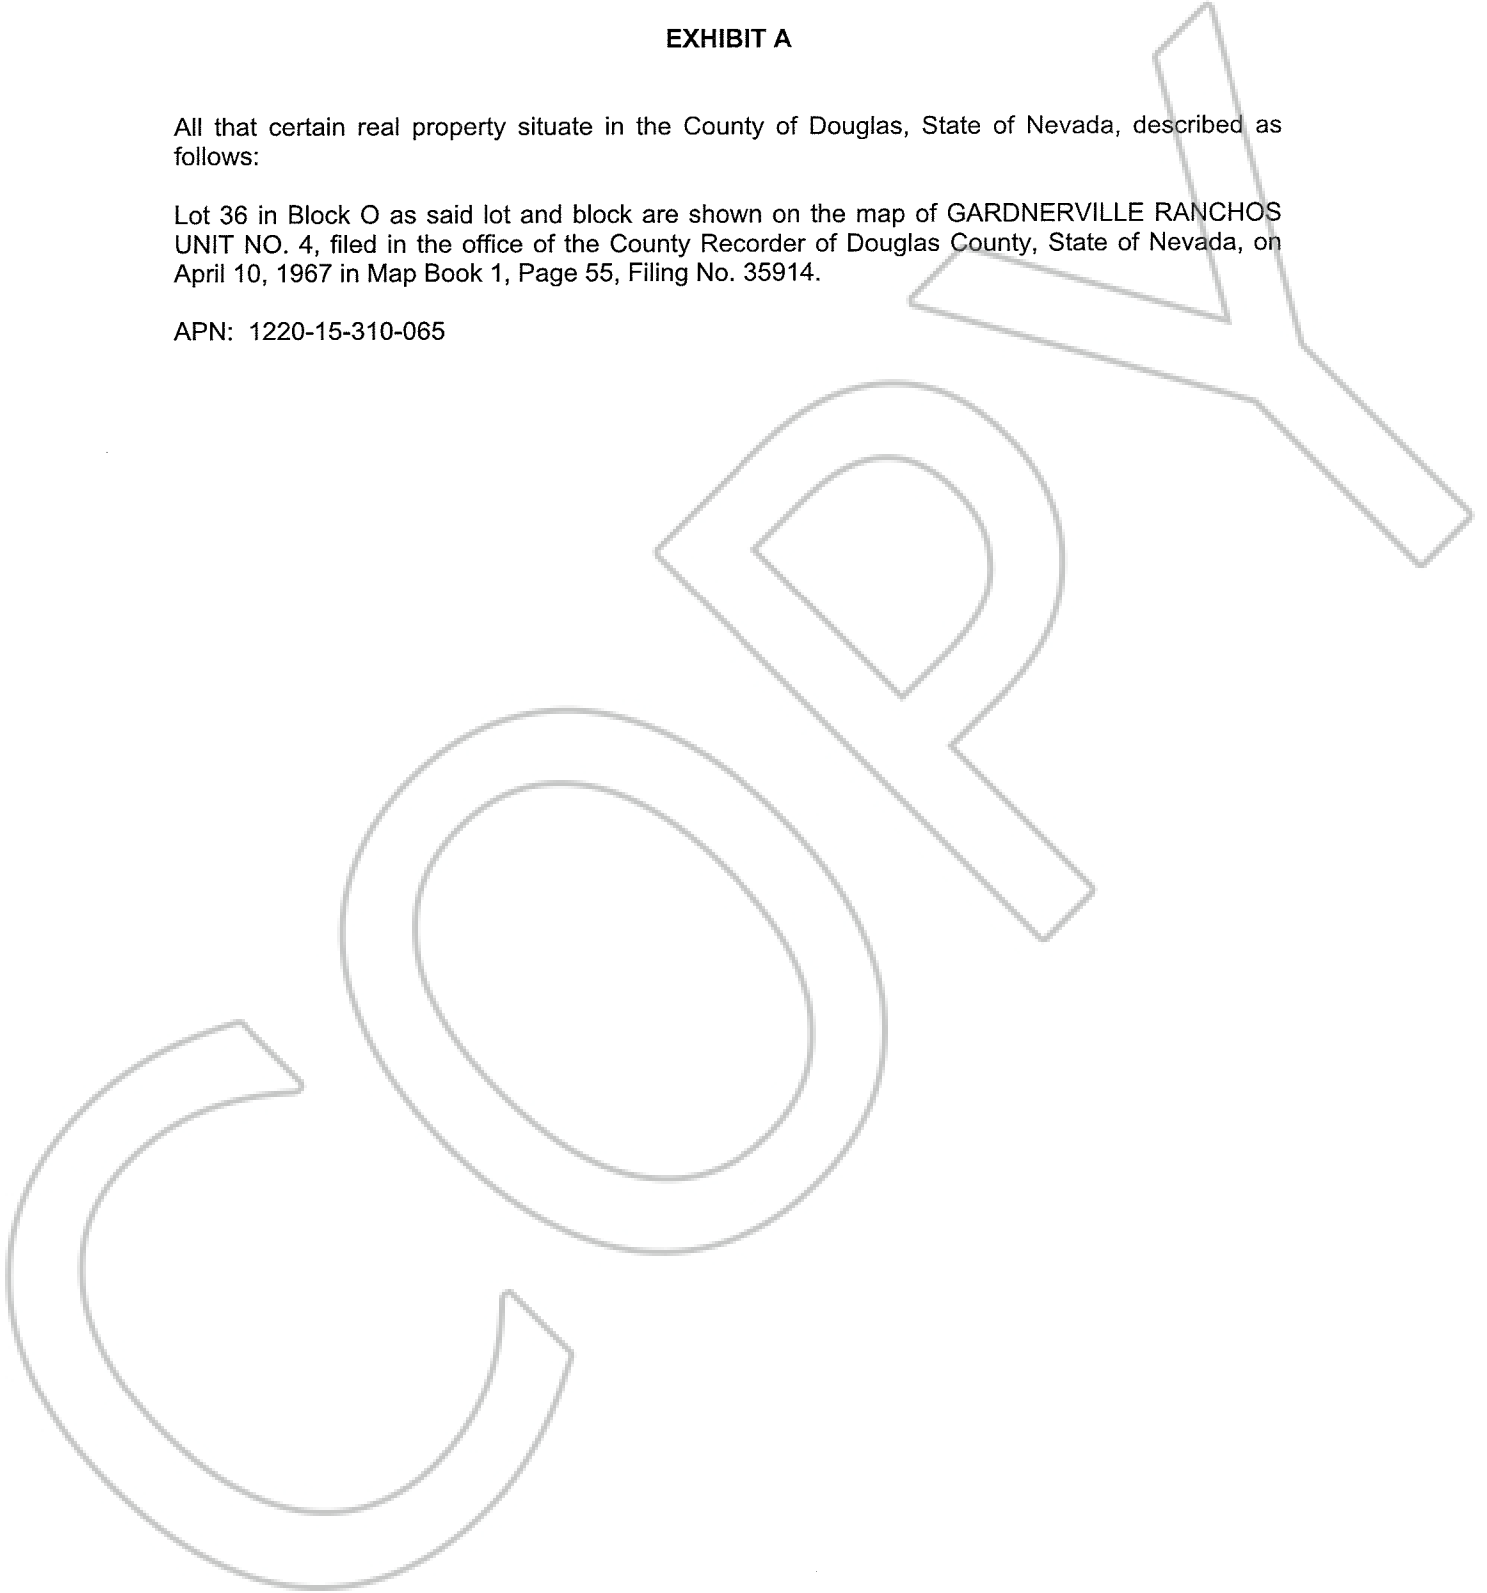 EXHIBIT A
All that certain real property situate in the County of Douglas, State of Nevada, described as
follows:
Lot 36 in Block O as said lot and block are shown on the map of GARDNERVILLE RANCHOS
UNIT NO. 4, filed in the office of the County Recorder of Douglas County, State of Nevada, on
April 10, 1967 in Map Book 1, Page 55, Filing No. 35914.
APN: 1220-15-310-065
COPY